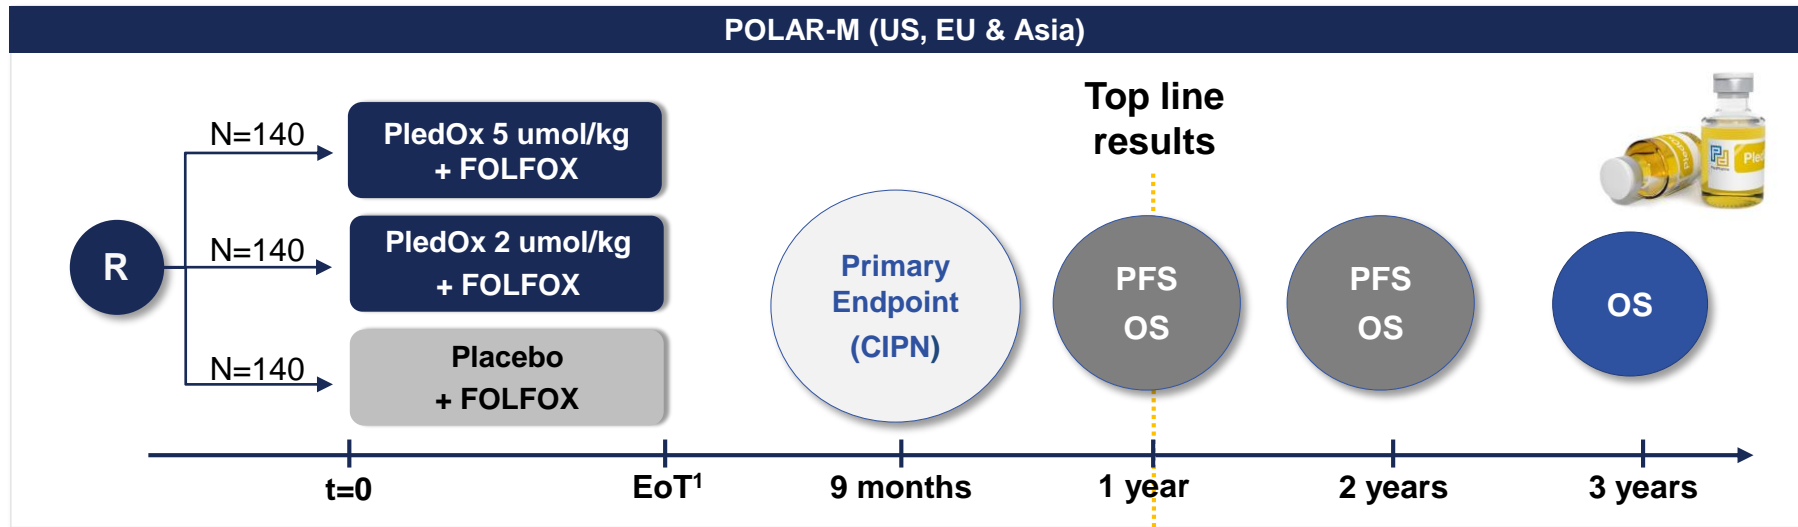 POLAR-M (US, EU & Asia)
Top line
results
N=140
PledOx 5 umol/kg
+ FOLFOX
R
N=140
PledOx 2 umol/kg
+ FOLFOX
N=140
Placebo
+ FOLFOX
Primary
Endpoint
(CIPN)
PFS
OS
PFS
OS
OS
t=0
EoT¹
9 months
1 year
2 years
3 years